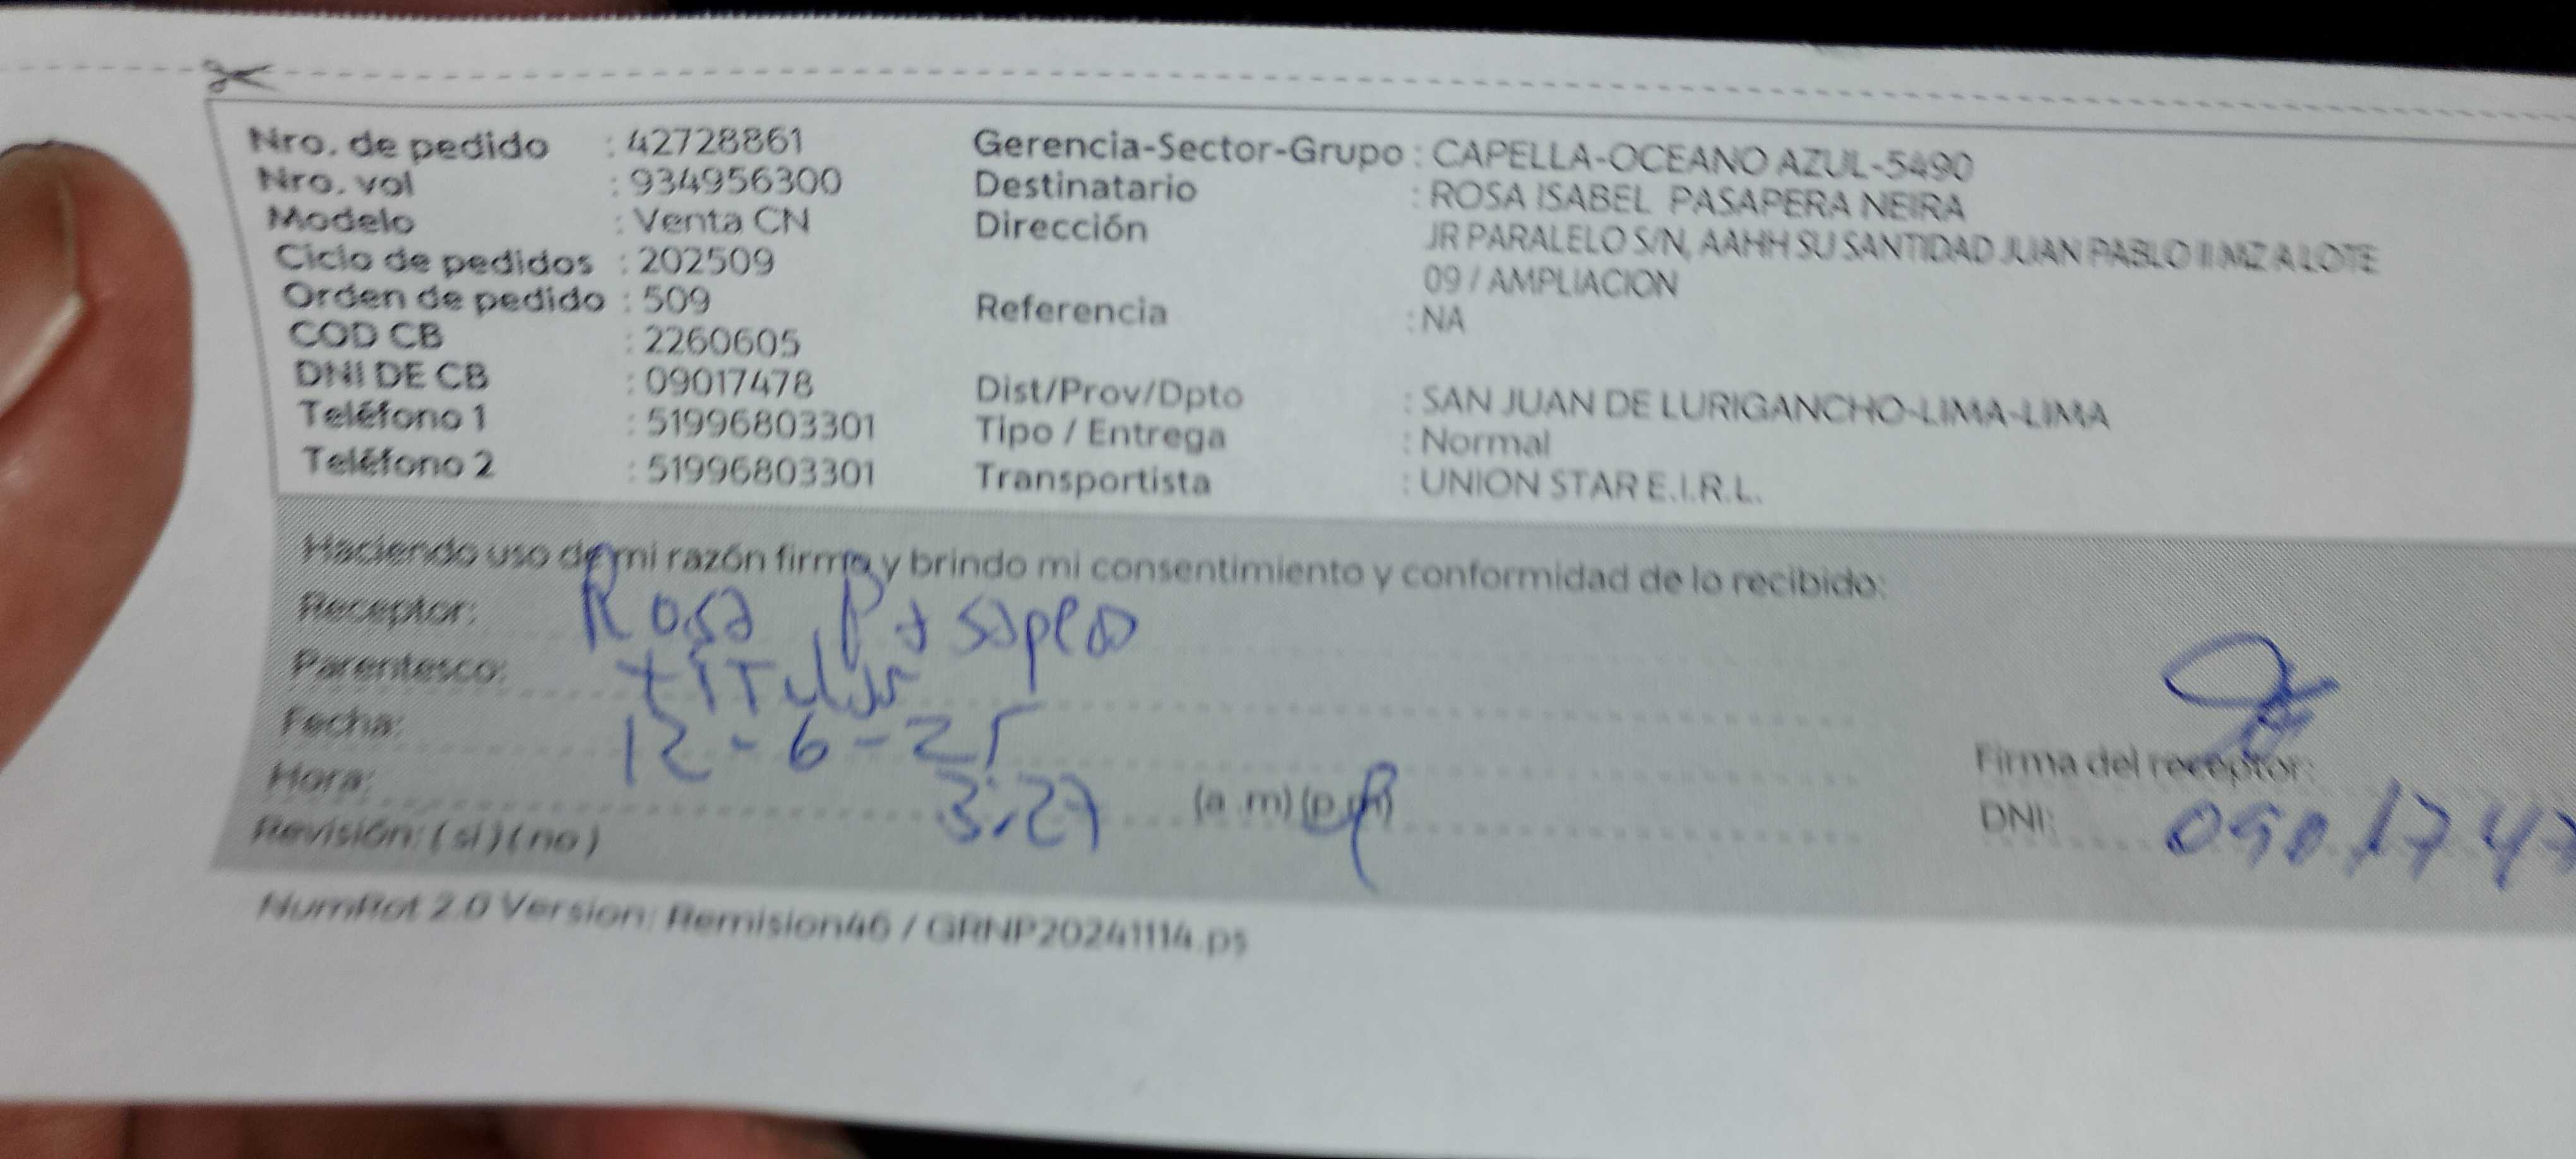 Nro. de pedido : 42728861
Nro. vol : 934956300
Modelo : Venta CN
Ciclo de pedidos : 202509
Orden de pedido : 509
COD CB : 2260605
DNI DE CB : 09017478
Teléfono 1 : 51996803301
Teléfono 2 : 51996803301
Gerencia-Sector-Grupo : CAPELLA-OCEANO AZUL-5490
Destinatario : ROSA ISABEL PASAPERA NEIRA
Dirección JR PARALELO S/N, AAHH SU SANTIDAD JUAN PABLO II MZ A LOTE
09 / AMPLIACION
Referencia : NA
Dist/Prov/Dpto : SAN JUAN DE LURIGANCHO-LIMA-LIMA
Tipo / Entrega : Normal
Transportista : UNION STAR E.I.R.L.
Haciendo uso de mi razón firmo y brindo mi consentimiento y conformidad de lo recibido:
Receptor: Rosa
Parentesco: titular
Fecha: 12-6-25
Hora: 3:27 (a .m) (p.m)
Revisión: ( si ) ( no )
Firma del receptor:
DNI: 0901747
NumRot 2.0 Version: Remision46 / GRNP20241114.ps